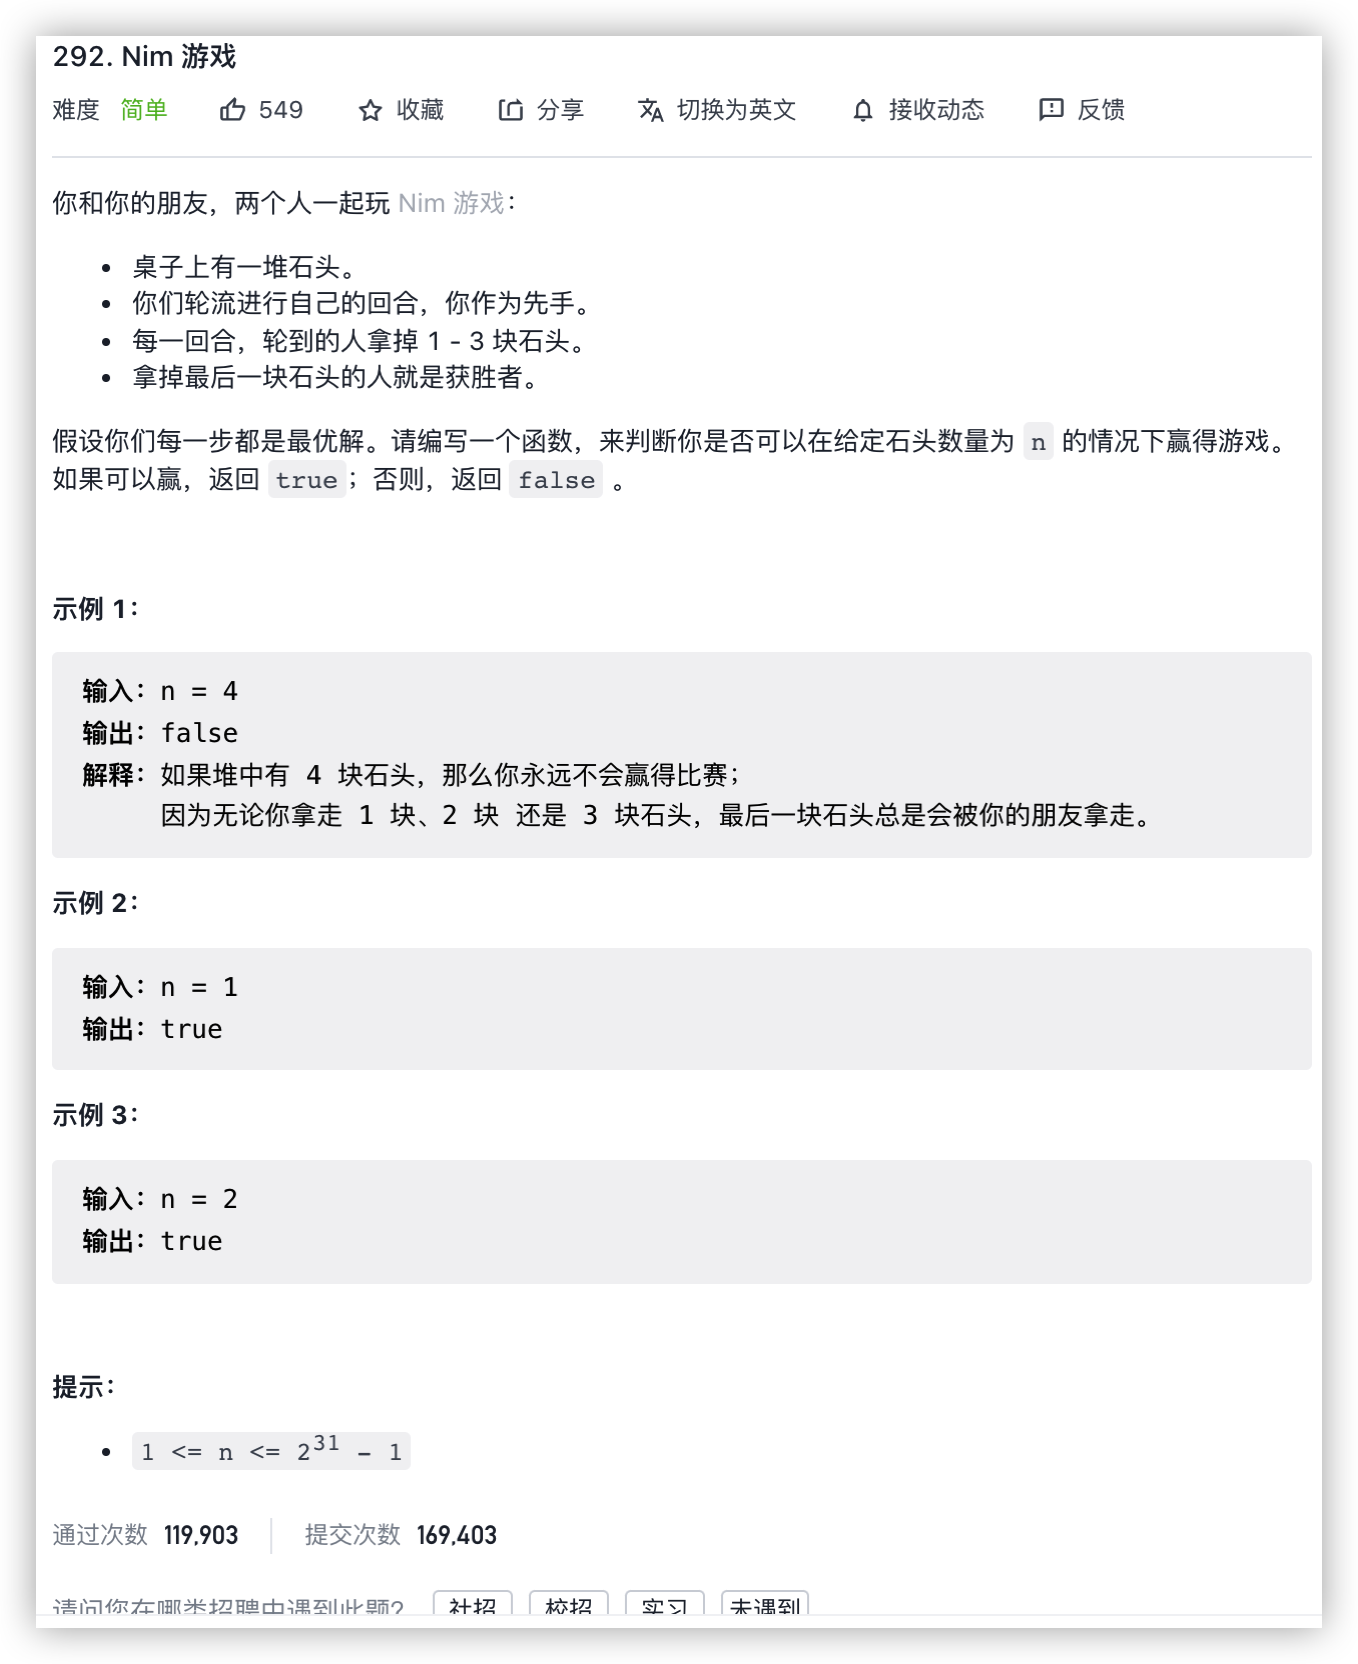 292. Nim 游戏
难度 简单 549 收藏 分享 切换为英文 接收动态 反馈
你和你的朋友，两个人一起玩 Nim 游戏：
• 桌子上有一堆石头。
• 你们轮流进行自己的回合，你作为先手。
• 每一回合，轮到的人拿掉 1 - 3 块石头。
• 拿掉最后一块石头的人就是获胜者。
假设你们每一步都是最优解。请编写一个函数，来判断你是否可以在给定石头数量为 n 的情况下赢得游戏。
如果可以赢，返回 true；否则，返回 false 。
示例 1：
输入：n = 4
输出：false
解释：如果堆中有 4 块石头，那么你永远不会赢得比赛；
因为无论你拿走 1 块、2 块 还是 3 块石头，最后一块石头总是会被你的朋友拿走。
示例 2：
输入：n = 1
输出：true
示例 3：
输入：n = 2
输出：true
提示：
• 1 <= n <= 2³¹ - 1
通过次数 119,903 提交次数 169,403
请问您在哪类招聘中遇到此题？ 社招 校招 实习 未遇到